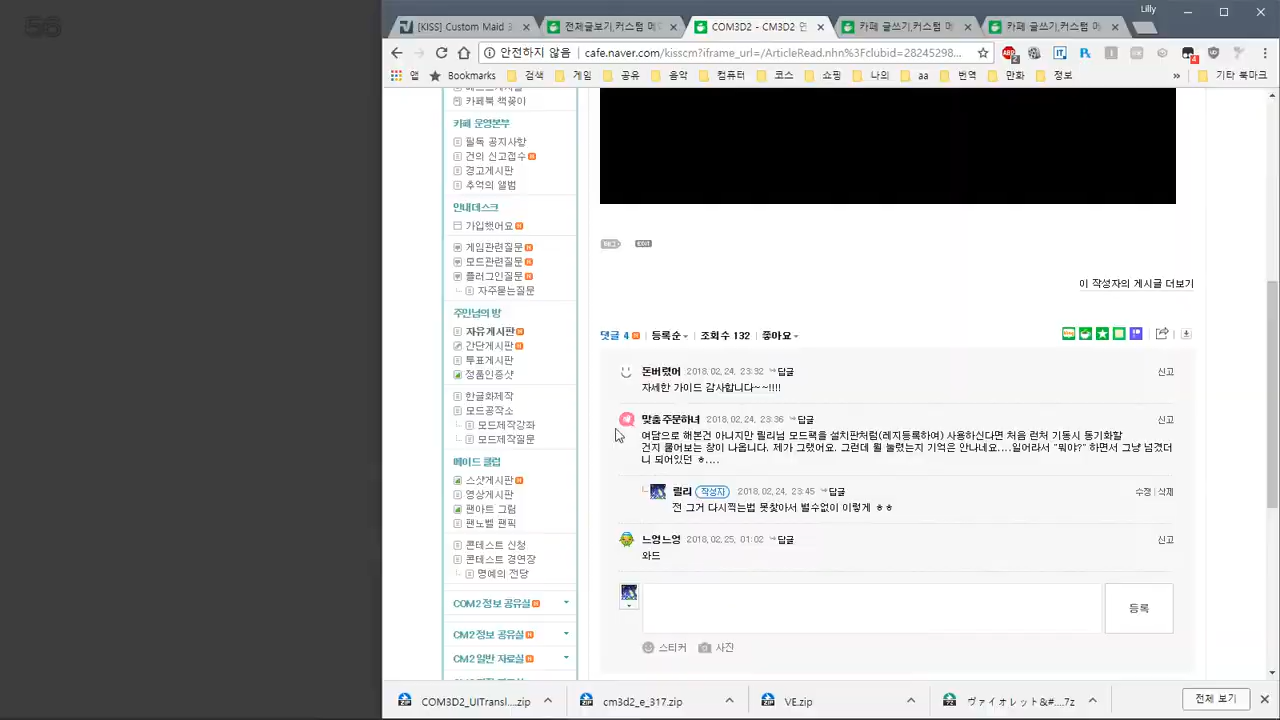 56
Lilly
[KISS] Custom Maid 3
전체글보기,커스텀 메
COM3D2 - CM3D2 연
카페 글쓰기,커스텀 메
카페 글쓰기,커스텀 메
안전하지 않음 cafe.naver.com/kisscm?iframe_url=/ArticleRead.nhn%3Fclubid=28245298...
앱 Bookmarks 검색 게임 공유 음악 컴퓨터 코스 쇼핑 나의 aa 번역 만화 정보 » 기타 북마크
카페북 책꽂이
카페 운영본부
필독 공지사항
건의 신고접수
경고게시판
추억의 앨범
안내데스크
가입했어요
게임관련질문
모드관련질문
플러그인질문
자주묻는질문
주민님의 방
자유게시판
간단게시판
투표게시판
정품인증샷
한글화제작
모드공작소
모드제작강좌
모드제작질문
메이드 클럽
스샷게시판
영상게시판
팬아트 그림
팬노벨 팬픽
콘테스트 신청
콘테스트 경연장
명예의 전당
COM2 정보 공유실
CM2 정보 공유실
CM2 일반 자료실
태그 EDIT
이 작성자의 게시글 더보기
댓글 4 등록순 조회수 132 좋아요
돈버렸어 2018.02.24. 23:32 답글 신고
자세한 가이드 감사합니다~~!!!!
맞춤주문하녀 2018.02.24. 23:36 답글 신고
여담으로 해본건 아니지만 릴리님 모드팩을 설치판처럼(레지등록하여) 사용하신다면 처음 런처 기동시 동기화할
건지 물어보는 창이 나옵니다. 제가 그랬어요. 그런데 뭘 눌렀는지 기억은 안나네요....일어라서 "뭐야?" 하면서 그냥 넘겼더
니 되어있던 ㅎ....
릴리 작성자 2018.02.24. 23:45 답글 수정 삭제
전 그거 다시찍는법 못찾아서 별수없이 이렇게 ㅎㅎ
느엉느엉 2018.02.25. 01:02 답글 신고
와드
등록
스티커 사진
COM3D2_UITransl....zip
cm3d2_e_317.zip
VE.zip
ヴァイオレット&#....7z
전체 보기